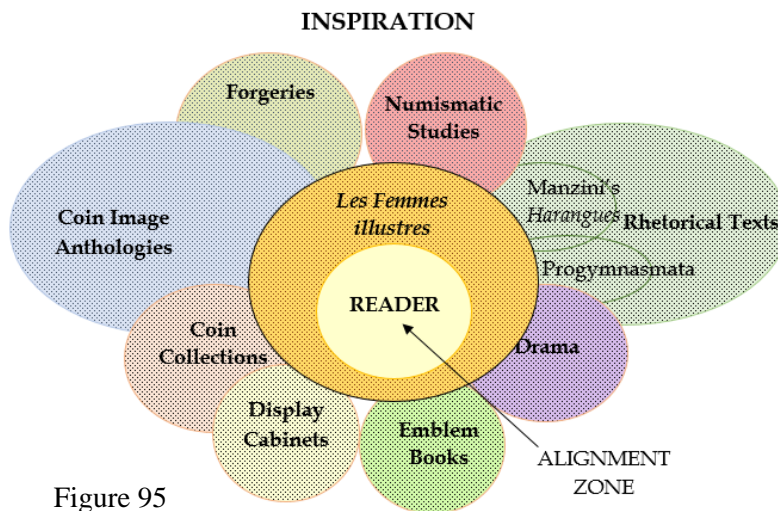 INSPIRATION
Forgeries
Numismatic
Studies
Coin Image
Anthologies
Les Femmes
illustres
Manzini's
Harangues
Rhetorical Texts
Progymnasmata
READER
Coin
Collections
Drama
Display
Cabinets
Emblem
Books
ALIGNMENT
ZONE
Figure 95